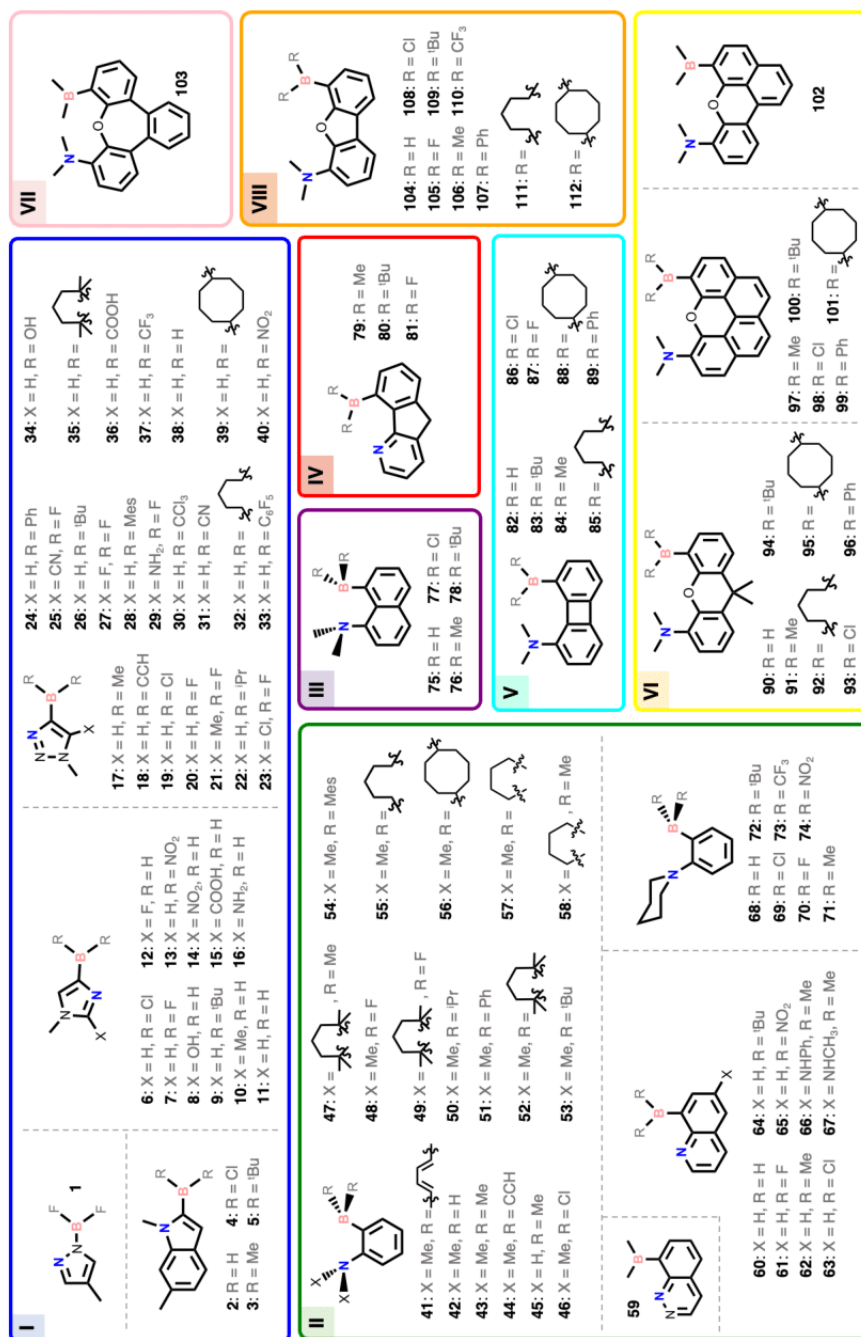 I
N
N
B
F
F
1
N
B
R
R
2: R = H
4: R = Cl
3: R = Me
5: R = ᵗBu
X
N
N
B
R
R
6: X = H, R = Cl
7: X = H, R = F
8: X = OH, R = H
9: X = H, R = ᵗBu
10: X = Me, R = H
11: X = H, R = H
12: X = F, R = H
13: X = H, R = NO₂
14: X = NO₂, R = H
15: X = COOH, R = H
16: X = NH₂, R = H
N
N
N
X
B
R
R
17: X = H, R = Me
18: X = H, R = CCH
19: X = H, R = Cl
20: X = H, R = F
21: X = Me, R = F
22: X = H, R = ⁱPr
23: X = Cl, R = F
24: X = H, R = Ph
25: X = CN, R = F
26: X = H, R = ᵗBu
27: X = F, R = F
28: X = H, R = Mes
29: X = NH₂, R = F
30: X = H, R = CCl₃
31: X = H, R = CN
32: X = H, R =
33: X = H, R = C₆F₅
34: X = H, R = OH
35: X = H, R =
36: X = H, R = COOH
37: X = H, R = CF₃
38: X = H, R = H
39: X = H, R =
40: X = H, R = NO₂
II
X
X
N
B
R
R
41: X = Me, R =
42: X = Me, R = H
43: X = Me, R = Me
44: X = Me, R = CCH
45: X = H, R = Me
46: X = Me, R = Cl
47: X = , R = Me
48: X = Me, R = F
49: X = , R = F
50: X = Me, R = ⁱPr
51: X = Me, R = Ph
52: X = Me, R =
53: X = Me, R = ᵗBu
54: X = Me, R = Mes
55: X = Me, R =
56: X = Me, R =
57: X = Me, R =
58: X = , R = Me
59
N
N
B
R
R
B
N
X
60: X = H, R = H
61: X = H, R = F
62: X = H, R = Me
63: X = H, R = Cl
64: X = H, R = ᵗBu
65: X = H, R = NO₂
66: X = NHPh, R = Me
67: X = NHCH₃, R = Me
N
B
R
R
68: R = H
69: R = Cl
70: R = F
71: R = Me
72: R = ᵗBu
73: R = CF₃
74: R = NO₂
III
N
B
R
R
75: R = H
77: R = Cl
76: R = Me
78: R = ᵗBu
IV
N
B
R
R
79: R = Me
80: R = ᵗBu
81: R = F
V
N
B
R
R
82: R = H
83: R = ᵗBu
84: R = Me
85: R =
86: R = Cl
87: R = F
88: R =
89: R = Ph
VI
N
O
B
R
R
90: R = H
91: R = Me
92: R =
93: R = Cl
94: R = ᵗBu
95: R =
96: R = Ph
N
O
B
R
R
97: R = Me
98: R = Cl
99: R = Ph
100: R = ᵗBu
101: R =
N
O
B
102
VII
N
O
B
103
VIII
N
O
B
R
R
104: R = H
105: R = F
106: R = Me
107: R = Ph
108: R = Cl
109: R = ᵗBu
110: R = CF₃
111: R =
112: R =